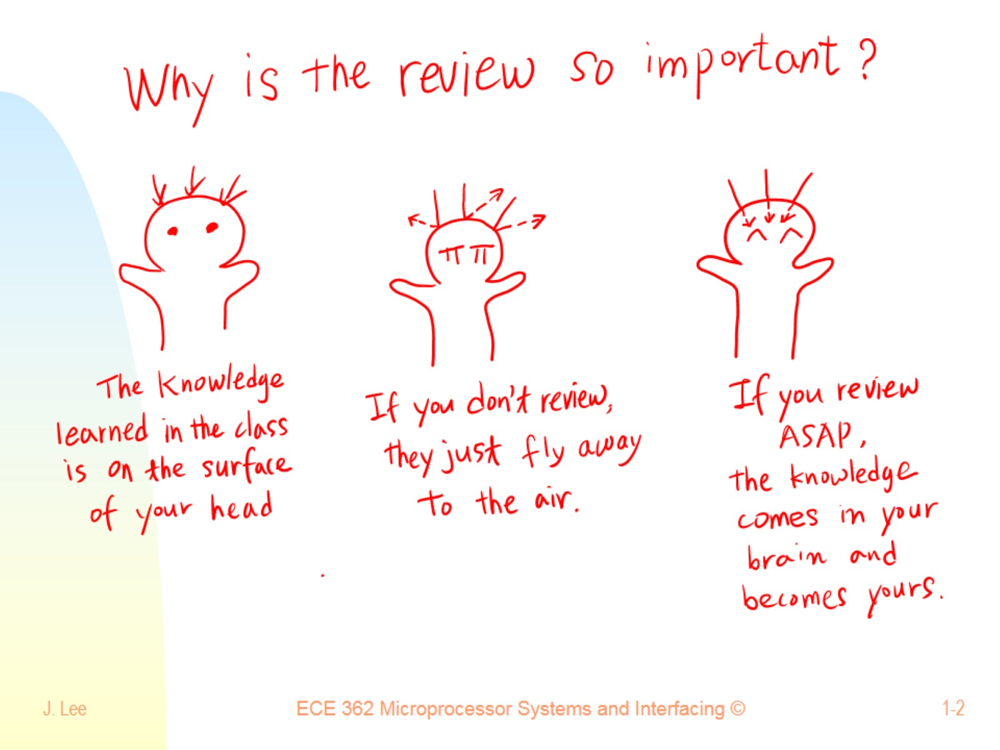 Why is the review so important?
The knowledge
learned in the class
is on the surface
of your head
If you don't review,
they just fly away
to the air.
If you review
ASAP,
the knowledge
comes in your
brain and
becomes yours.
J. Lee
ECE 362 Microprocessor Systems and Interfacing ©
1-2